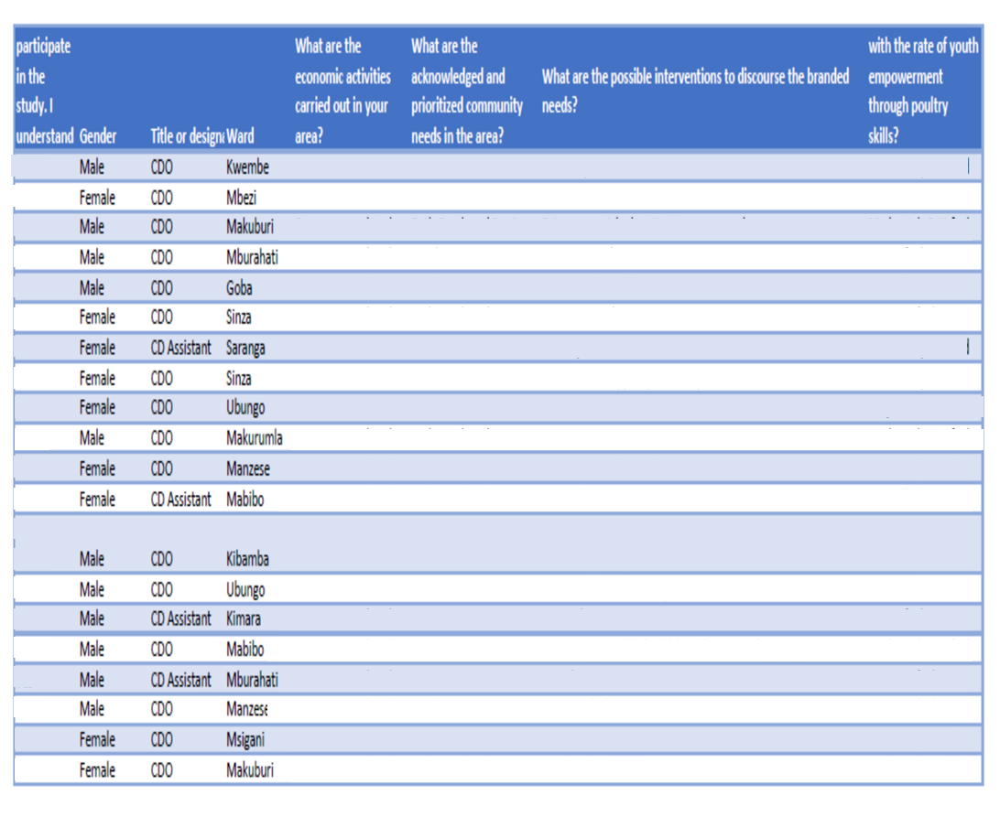 participate
in the
study. I
understand
Gender
Title or design
Ward
What are the
economic activities
carried out in your
area?
What are the
acknowledged and
prioritized community
needs in the area?
What are the possible interventions to discourse the branded
needs?
with the rate of youth
empowerment
through poultry
skills?
Male CDO Kwembe
Female CDO Mbezi
Male CDO Makuburi
Male CDO Mburahati
Male CDO Goba
Female CDO Sinza
Female CD Assistant Saranga
Female CDO Sinza
Female CDO Ubungo
Male CDO Makurumla
Female CDO Manzese
Female CD Assistant Mabibo
Male CDO Kibamba
Male CDO Ubungo
Male CD Assistant Kimara
Male CDO Mabibo
Male CD Assistant Mburahati
Male CDO Manzese
Female CDO Msigani
Female CDO Makuburi